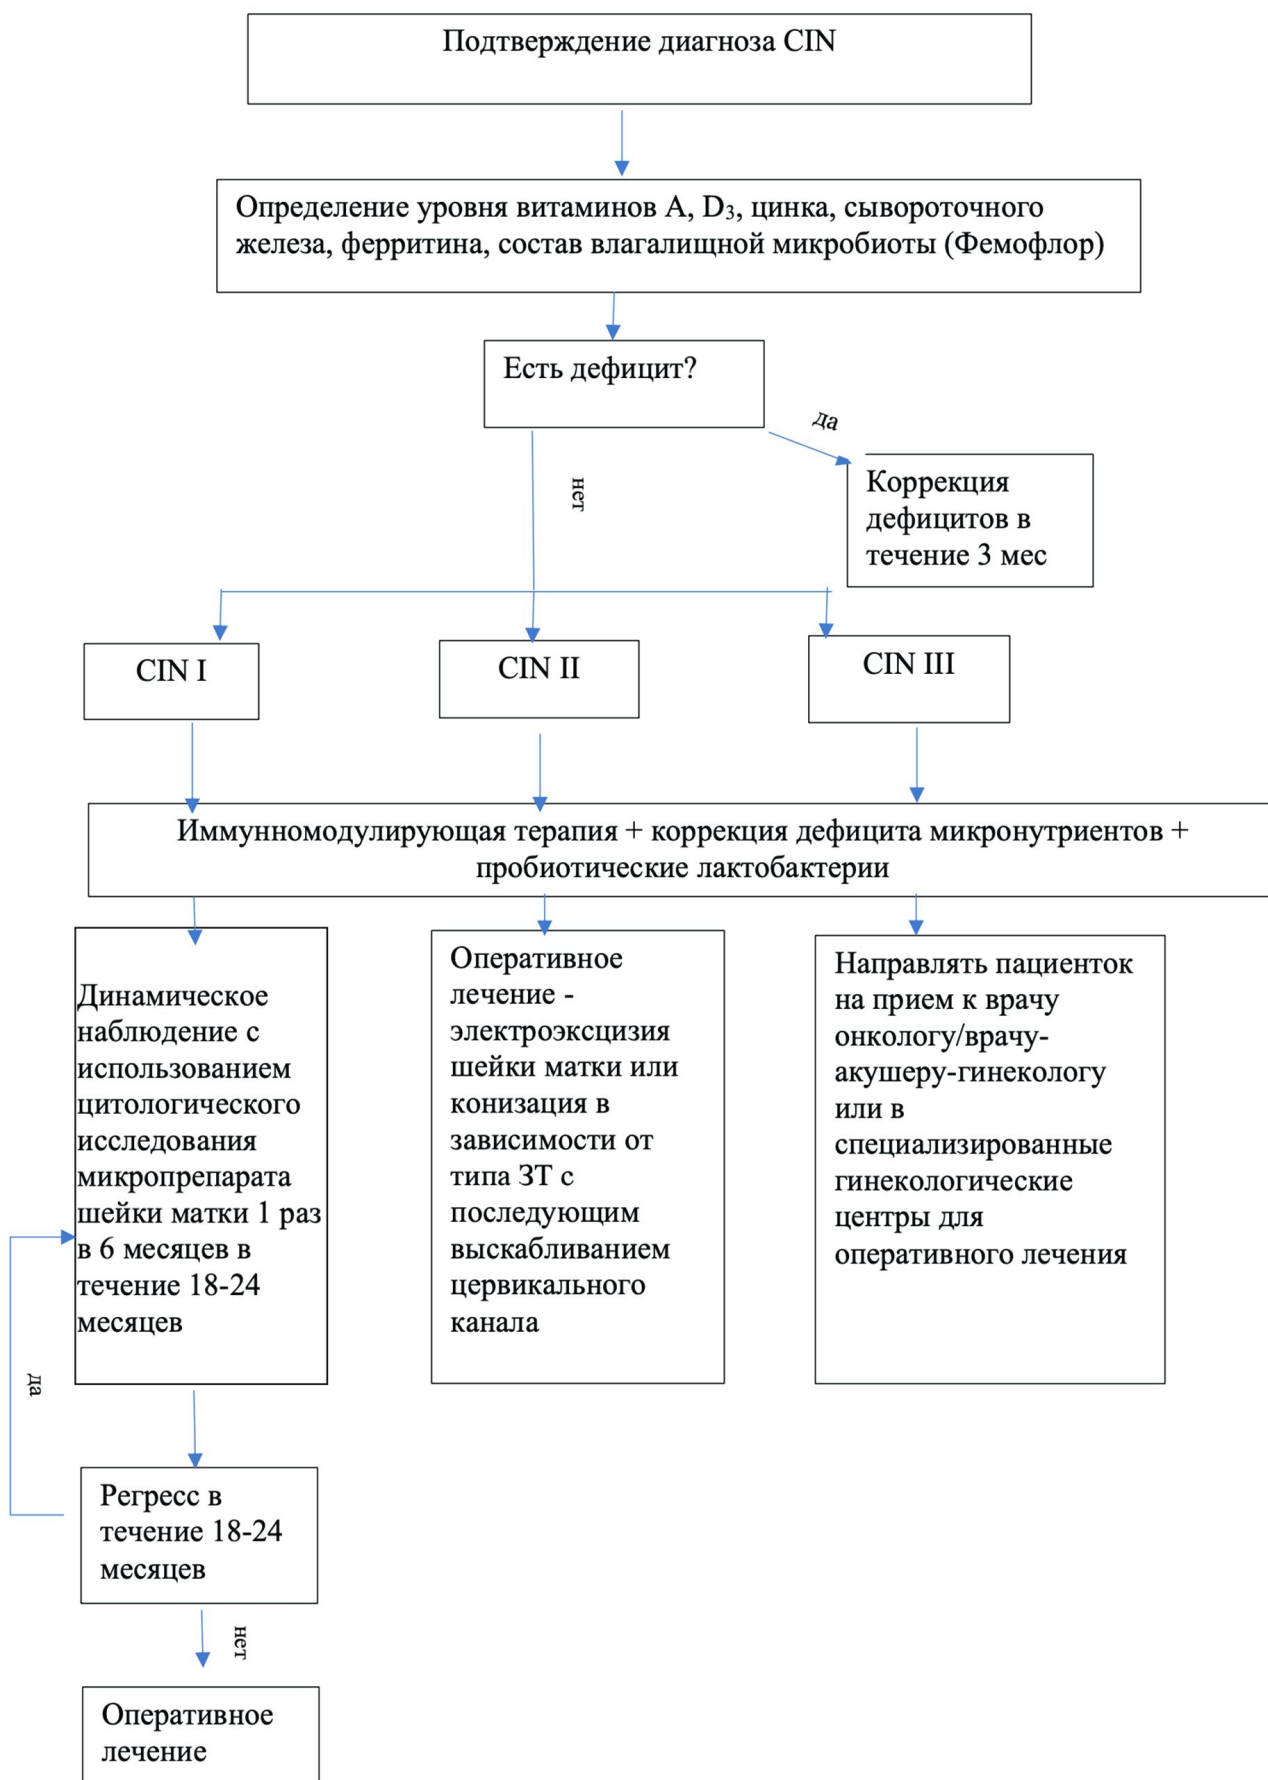 Подтверждение диагноза CIN
Определение уровня витаминов А, D₃, цинка, сывороточного
железа, ферритина, состав влагалищной микробиоты (Фемофлор)
Есть дефицит?
да
нет
Коррекция
дефицитов в
течение 3 мес
CIN I
CIN II
CIN III
Иммунномодулирующая терапия + коррекция дефицита микронутриентов +
пробиотические лактобактерии
Динамическое
наблюдение с
использованием
цитологического
исследования
микропрепарата
шейки матки 1 раз
в 6 месяцев в
течение 18-24
месяцев
Оперативное
лечение -
электроэксцизия
шейки матки или
конизация в
зависимости от
типа ЗТ с
последующим
выскабливанием
цервикального
канала
Направлять пациенток
на прием к врачу
онкологу/врачу-
акушеру-гинекологу
или в
специализированные
гинекологические
центры для
оперативного лечения
да
Регресс в
течение 18-24
месяцев
нет
Оперативное
лечение